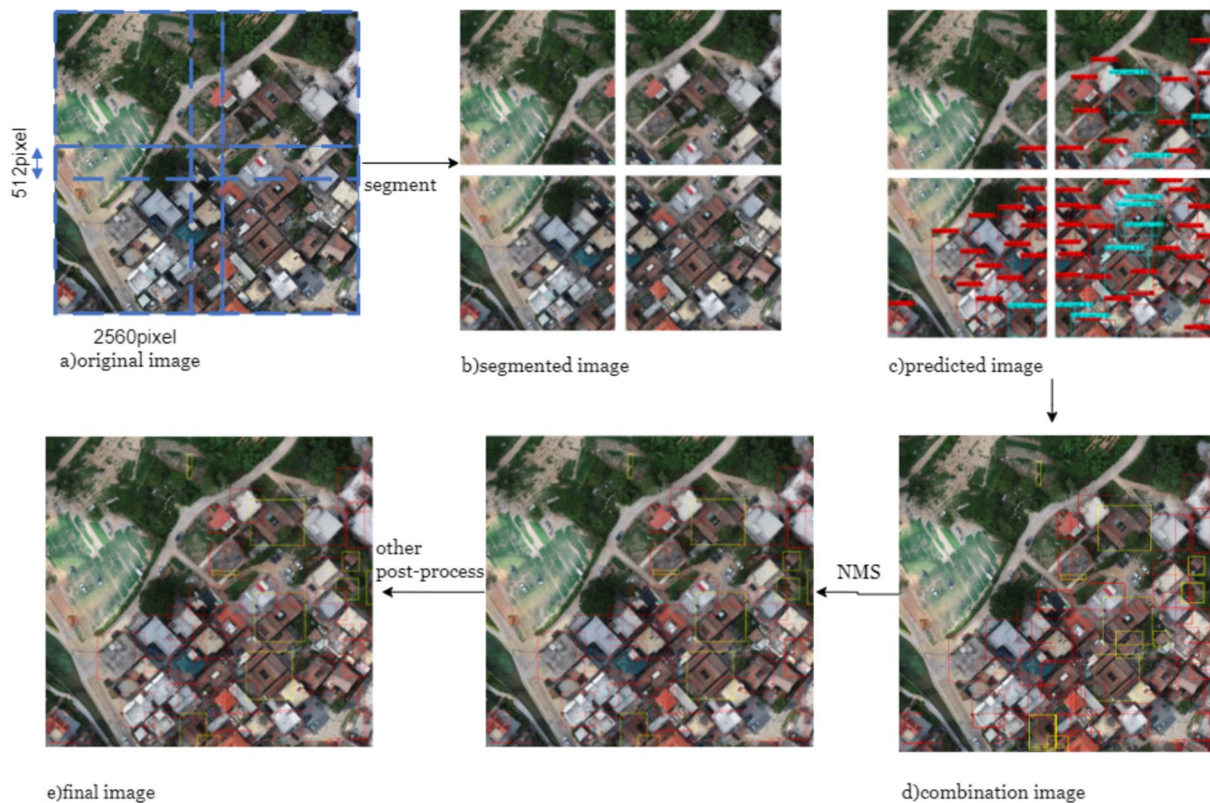 512pixel
segment
2560pixel
a)original image
b)segmented image
c)predicted image
other
post-process
NMS
e)final image
d)combination image